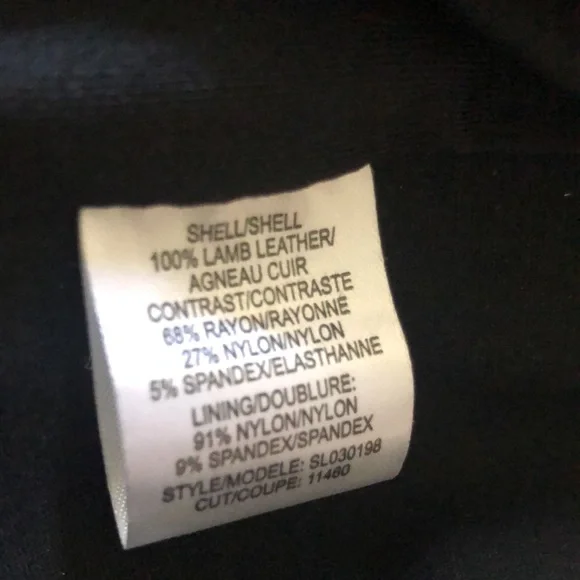 SHELL/SHELL
100% LAMB LEATHER/
AGNEAU CUIR
CONTRAST/CONTRASTE
68% RAYON/RAYONNE
27% NYLON/NYLON
5% SPANDEX/ELASTHANNE
LINING/DOUBLURE:
91% NYLON/NYLON
9% SPANDEX/SPANDEX
STYLE/MODELE: SL030198
CUT/COUPE: 11460